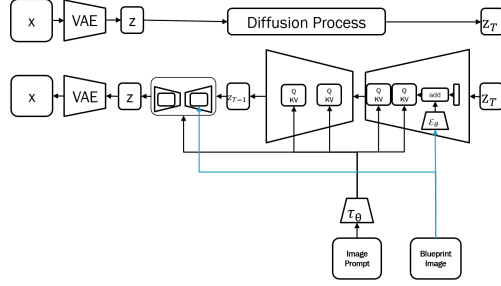 x VAE z Diffusion Process z_T
x VAE z z_{T-1} Q KV Q KV Q KV Q KV add z_T
ε_θ
τ_θ
Image Prompt
Blueprint Image